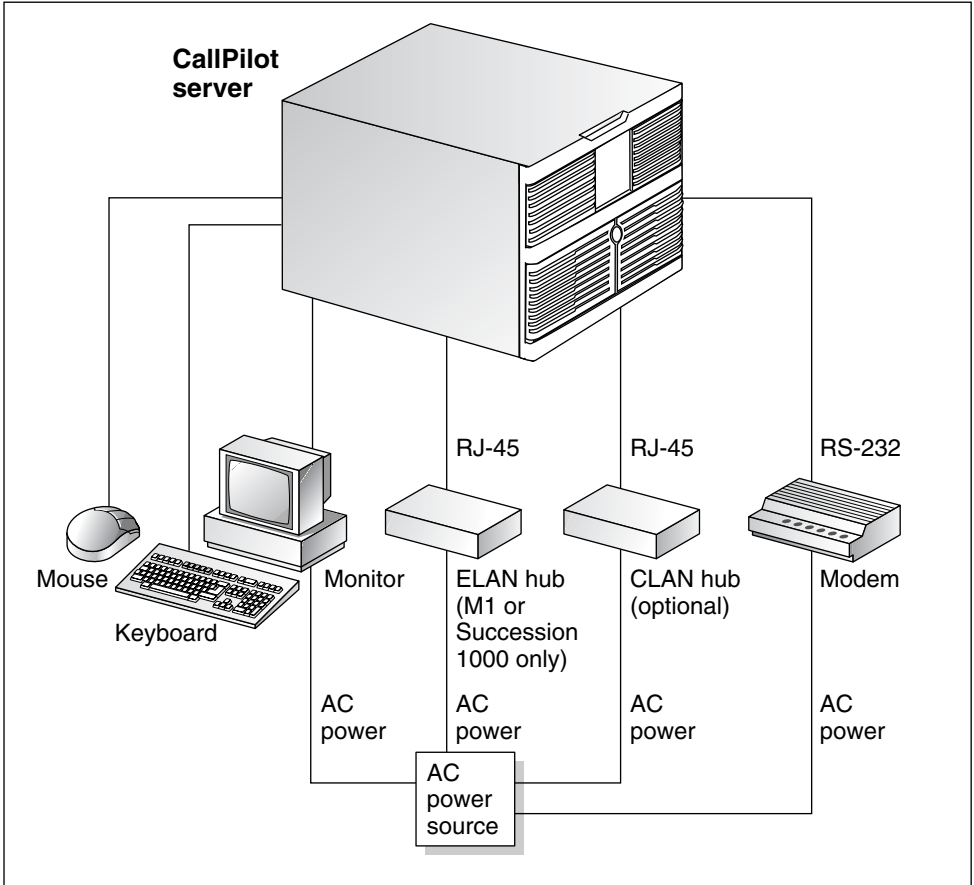 CallPilot
server
RJ-45
RJ-45
RS-232
Mouse
Keyboard
Monitor
ELAN hub
(M1 or
Succession
1000 only)
CLAN hub
(optional)
Modem
AC
power
AC
power
AC
power
AC
power
AC
power
source